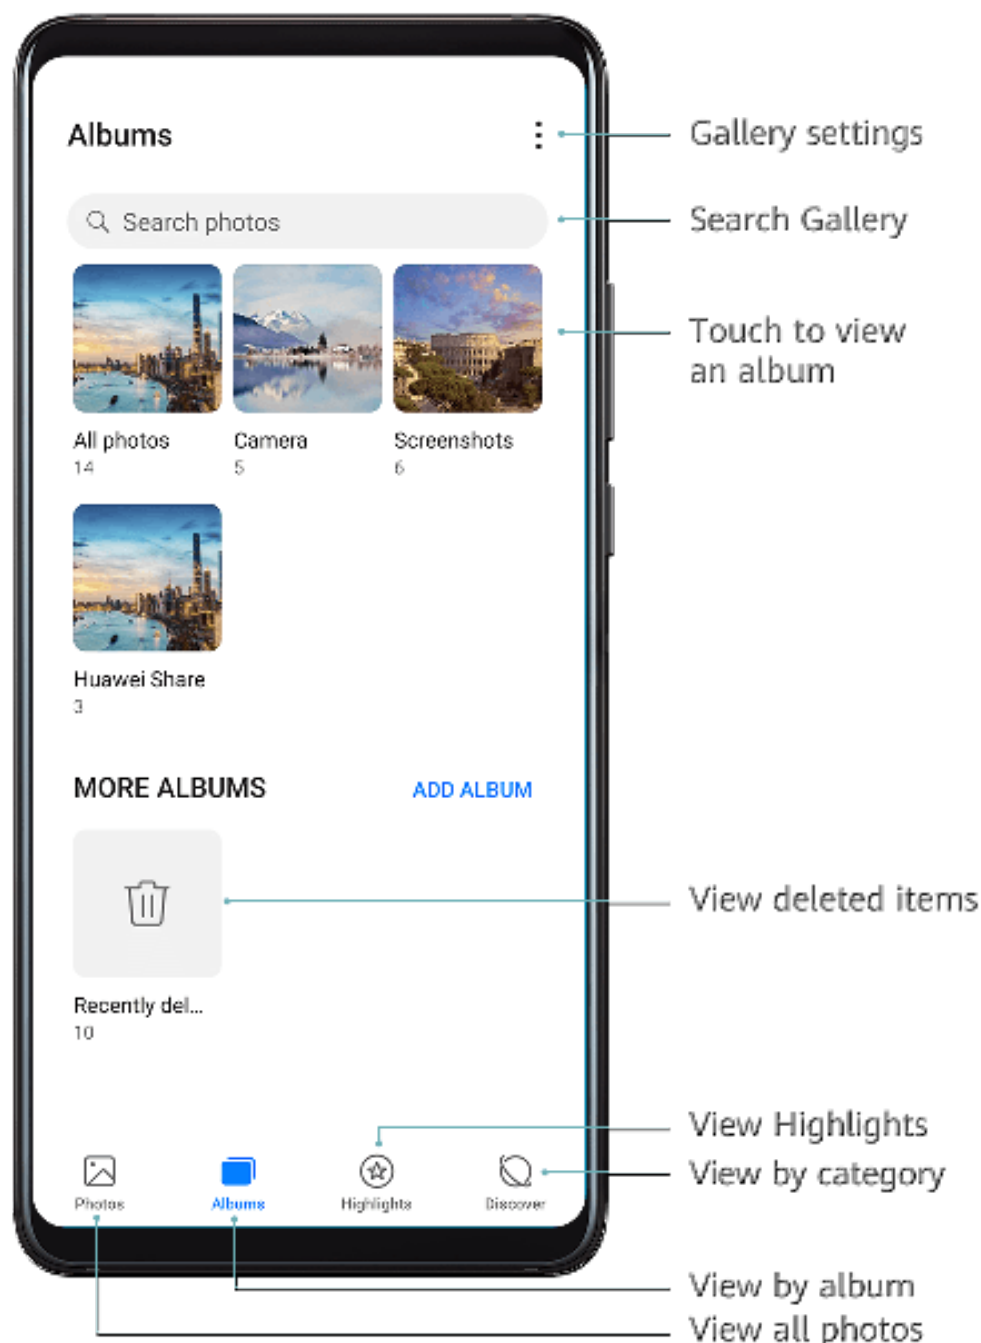 Albums
Gallery settings
Search photos
Search Gallery
Touch to view
an album
All photos
14
Camera
5
Screenshots
6
Huawei Share
3
MORE ALBUMS
ADD ALBUM
View deleted items
Recently del...
10
View Highlights
View by category
Photos
Albums
Highlights
Discover
View by album
View all photos